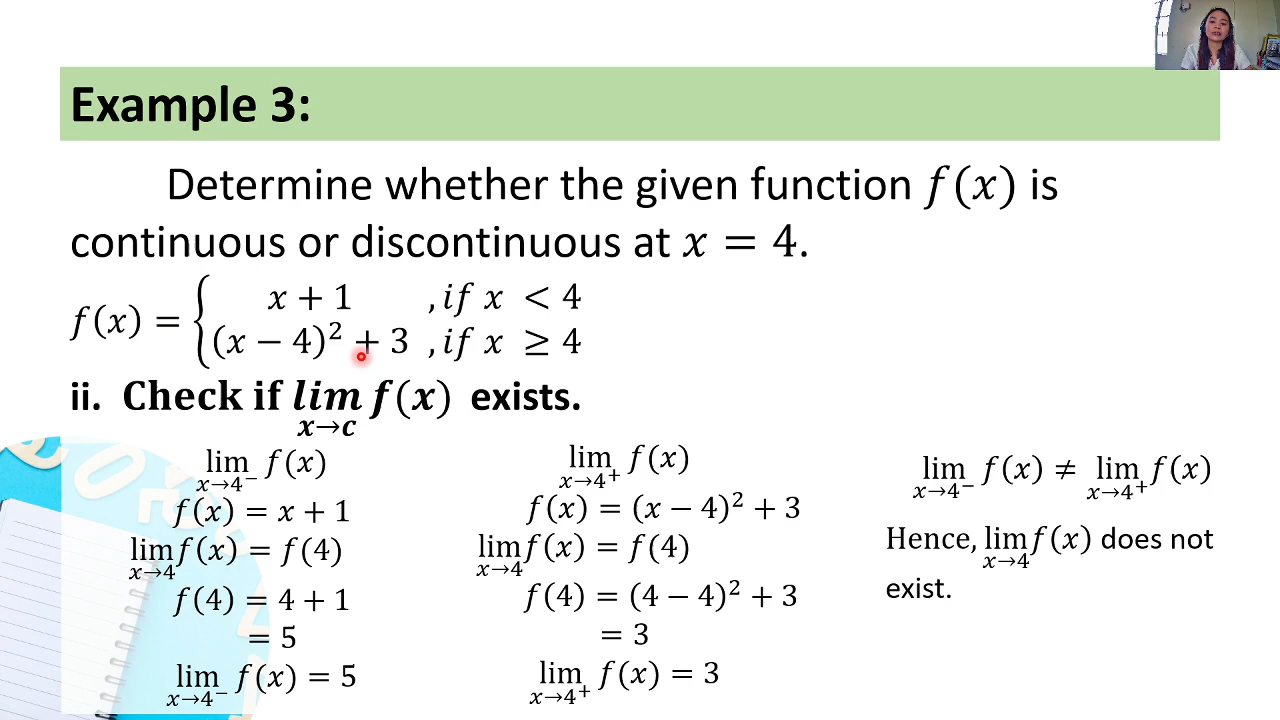 Example 3:
Determine whether the given function f(x) is
continuous or discontinuous at x = 4.
f(x) = { x + 1 , if x < 4
(x − 4)² + 3 , if x ≥ 4
ii. Check if lim x→c f(x) exists.
lim x→4⁻ f(x)
f(x) = x + 1
lim x→4 f(x) = f(4)
f(4) = 4 + 1
= 5
lim x→4⁻ f(x) = 5
lim x→4⁺ f(x)
f(x) = (x − 4)² + 3
lim x→4 f(x) = f(4)
f(4) = (4 − 4)² + 3
= 3
lim x→4⁺ f(x) = 3
lim x→4⁻ f(x) ≠ lim x→4⁺ f(x)
Hence, lim x→4 f(x) does not
exist.